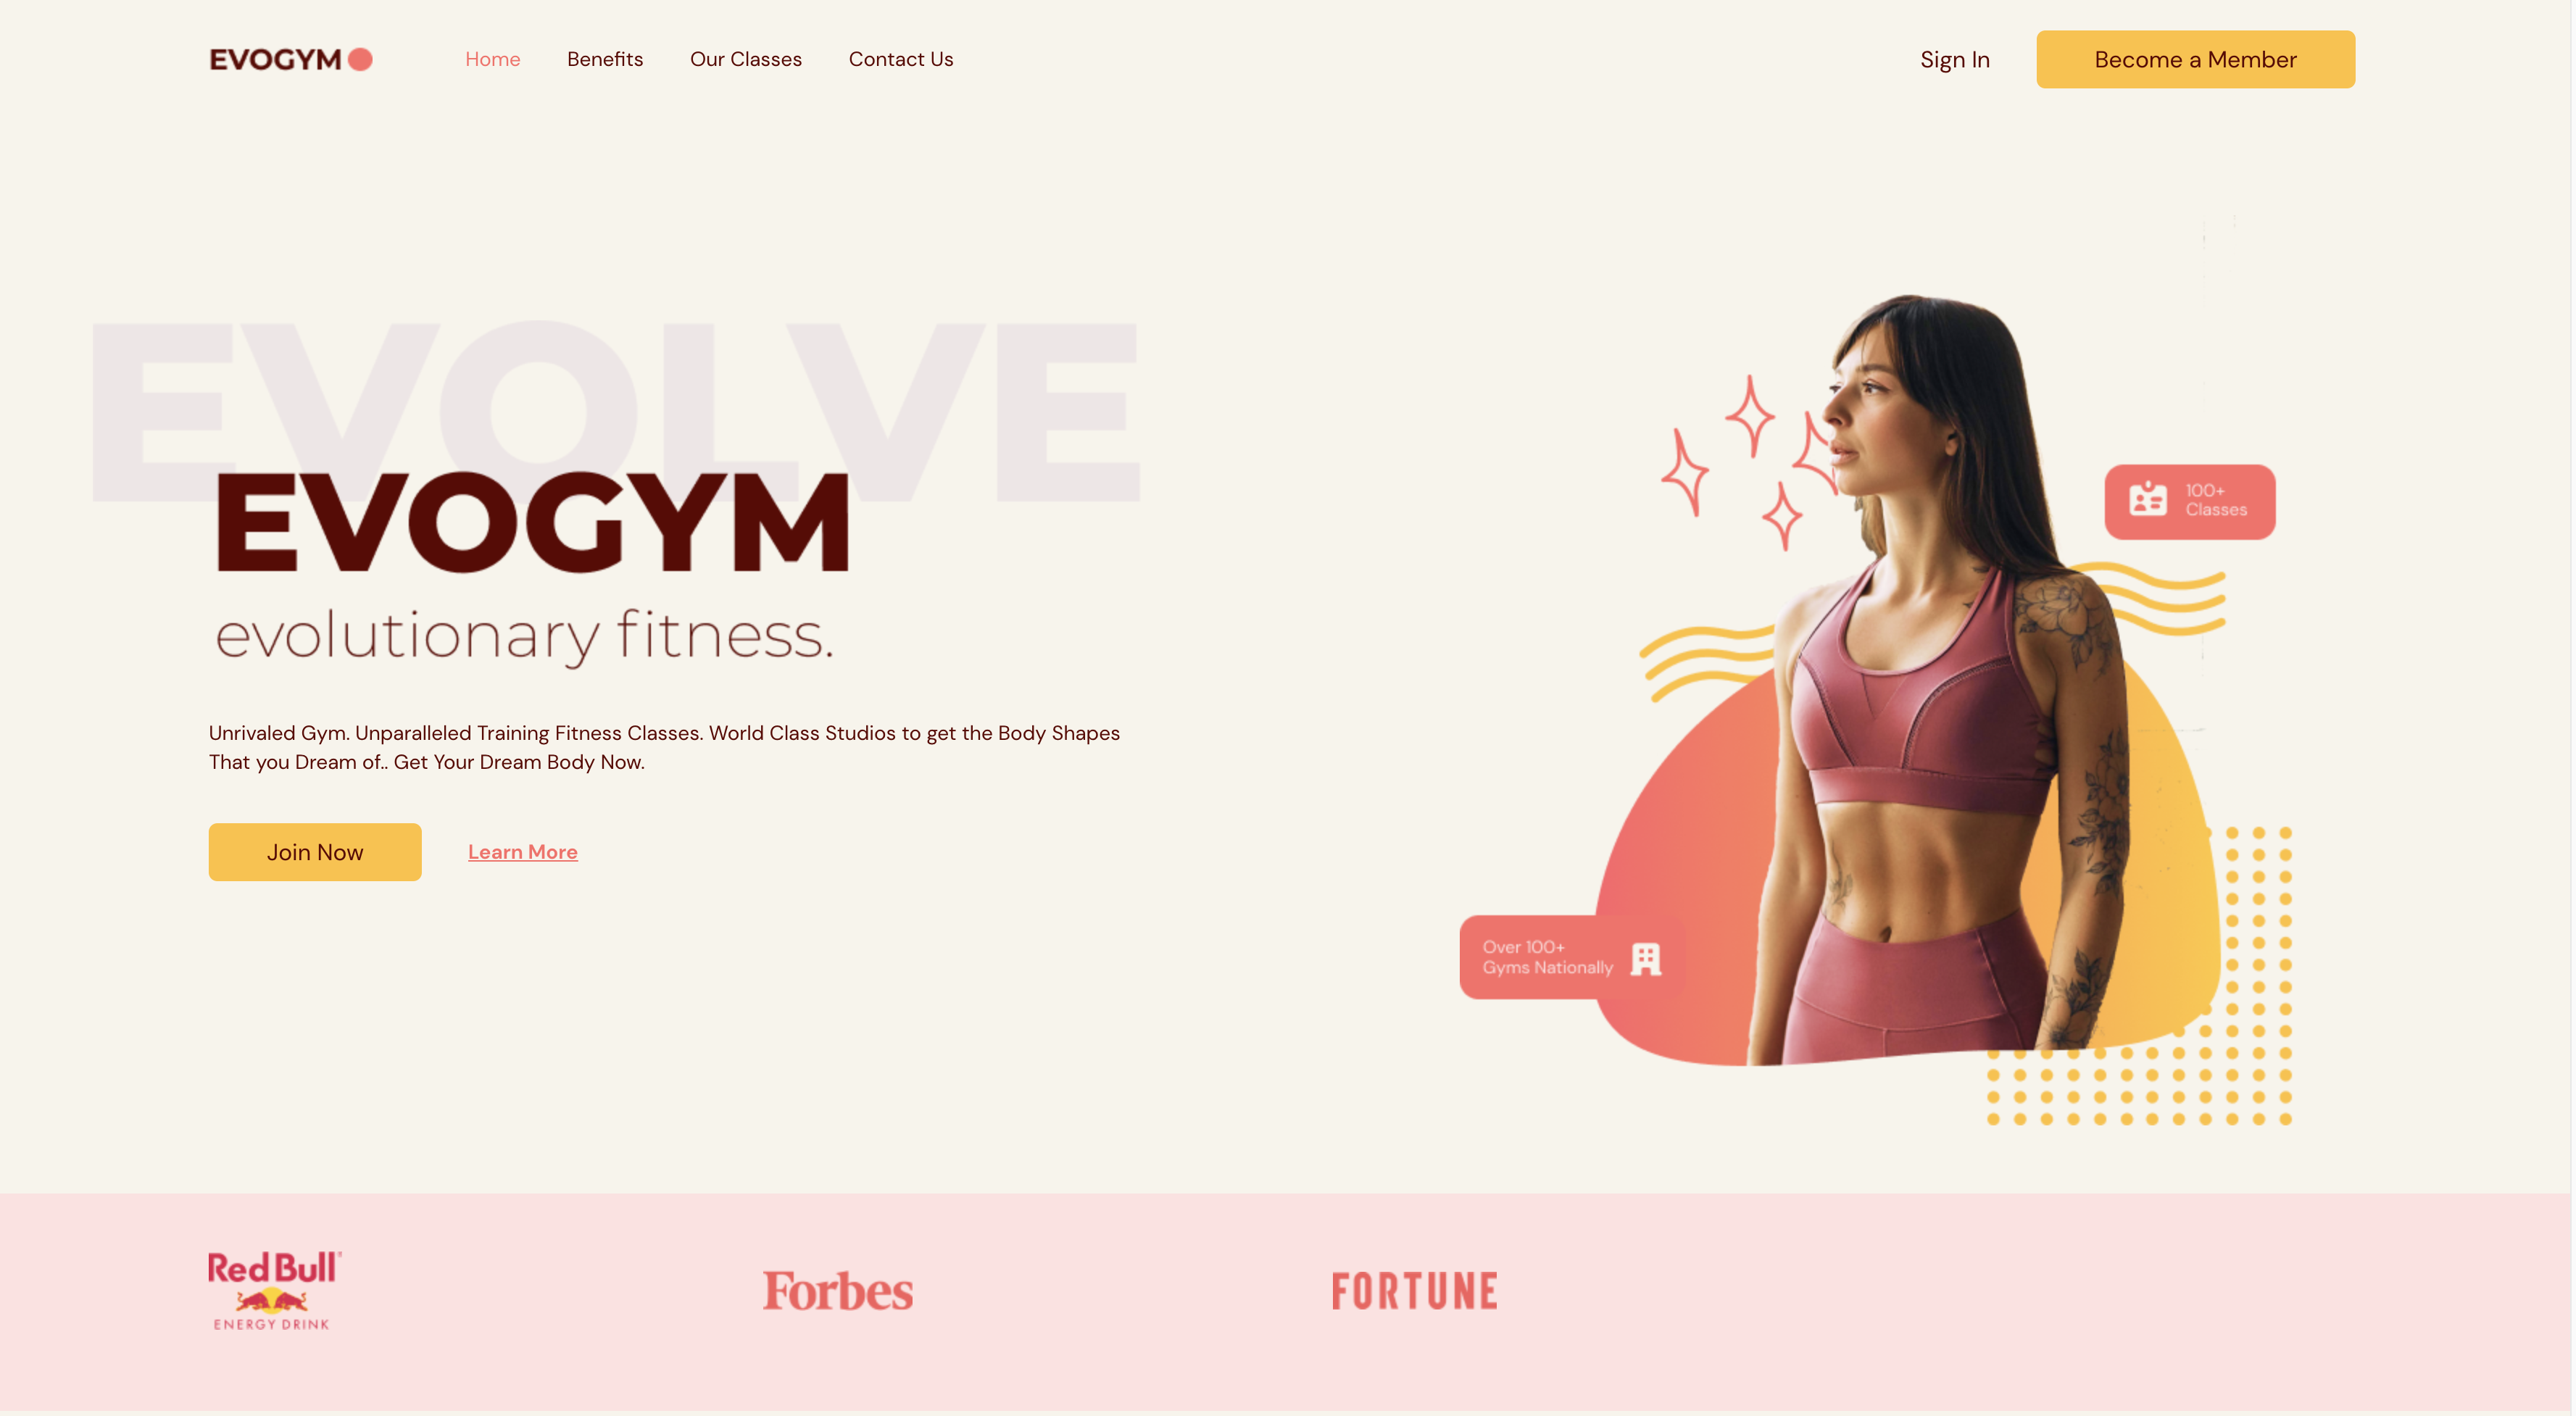 EVOGYM
Home
Benefits
Our Classes
Contact Us
Sign In
Become a Member
EVOLVE
EVOGYM
evolutionary fitness.
Unrivaled Gym. Unparalleled Training Fitness Classes. World Class Studios to get the Body Shapes
That you Dream of.. Get Your Dream Body Now.
Join Now
Learn More
100+
Classes
Over 100+
Gyms Nationally
Red Bull
ENERGY DRINK
Forbes
FORTUNE